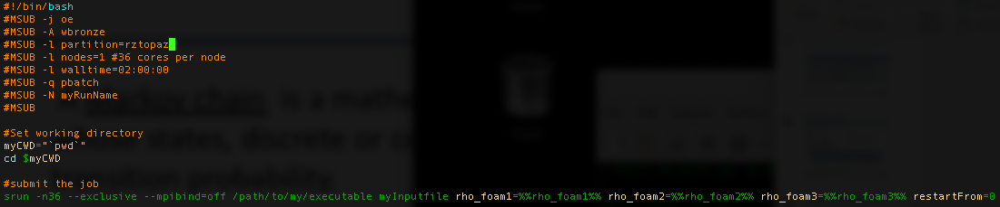 #!/bin/bash
#MSUB -j oe
#MSUB -A wbronze
#MSUB -l partition=rztopaz
#MSUB -l nodes=1 #36 cores per node
#MSUB -l walltime=02:00:00
#MSUB -q pbatch
#MSUB -N myRunName
#MSUB
#Set working directory
myCWD="`pwd`"
cd $myCWD
#submit the job
srun -n36 --exclusive --mpibind=off /path/to/my/executable myInputfile rho_foam1=%%rho_foam1%% rho_foam2=%%rho_foam2%% rho_foam3=%%rho_foam3%% restartFrom=0